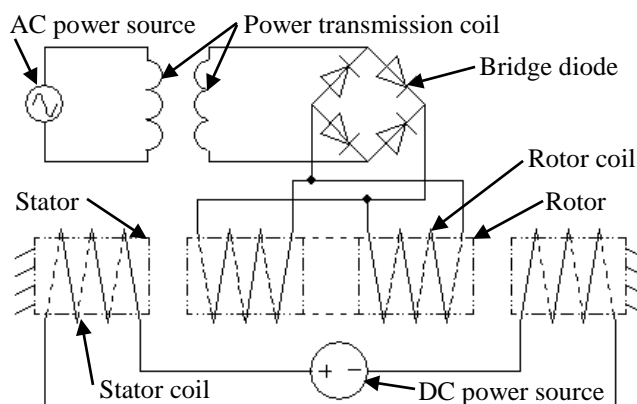 AC power source
Power transmission coil
Bridge diode
Rotor coil
Stator
Rotor
+ −
Stator coil
DC power source